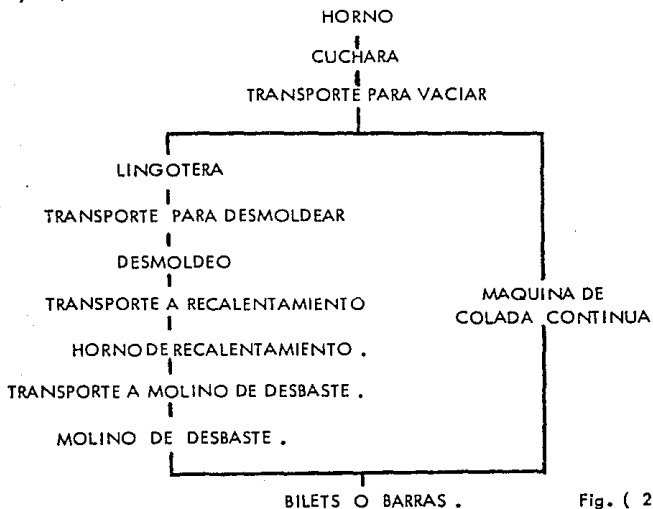 HORNO
CUCHARA
TRANSPORTE PARA VACIAR
LINGOTERA
TRANSPORTE PARA DESMOLDEAR
DESMOLDEO
TRANSPORTE A RECALENTAMIENTO
HORNO DE RECALENTAMIENTO .
TRANSPORTE A MOLINO DE DESBASTE .
MOLINO DE DESBASTE .
MAQUINA DE
COLADA CONTINUA
BILETS O BARRAS .
Fig. ( 2